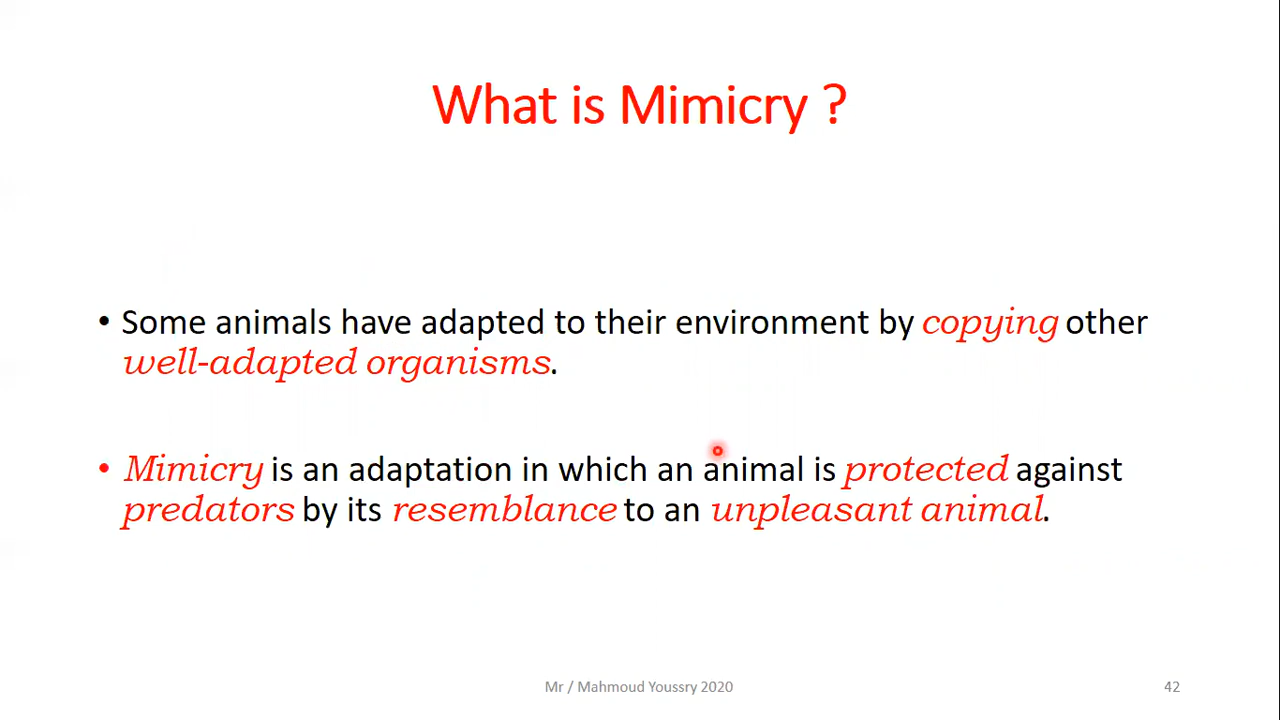 What is Mimicry ?
• Some animals have adapted to their environment by copying other
well-adapted organisms.
• Mimicry is an adaptation in which an animal is protected against
predators by its resemblance to an unpleasant animal.
Mr / Mahmoud Youssry 2020
42